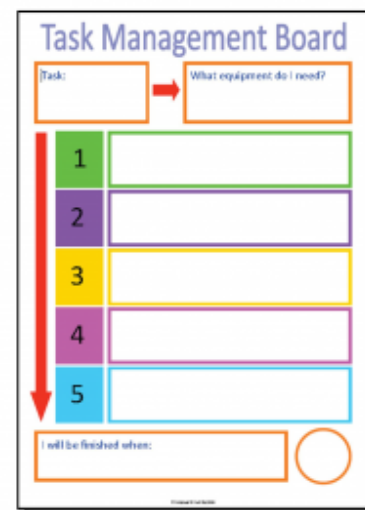 Task Management Board
Task:
What equipment do I need?
1
2
3
4
5
I will be finished when: